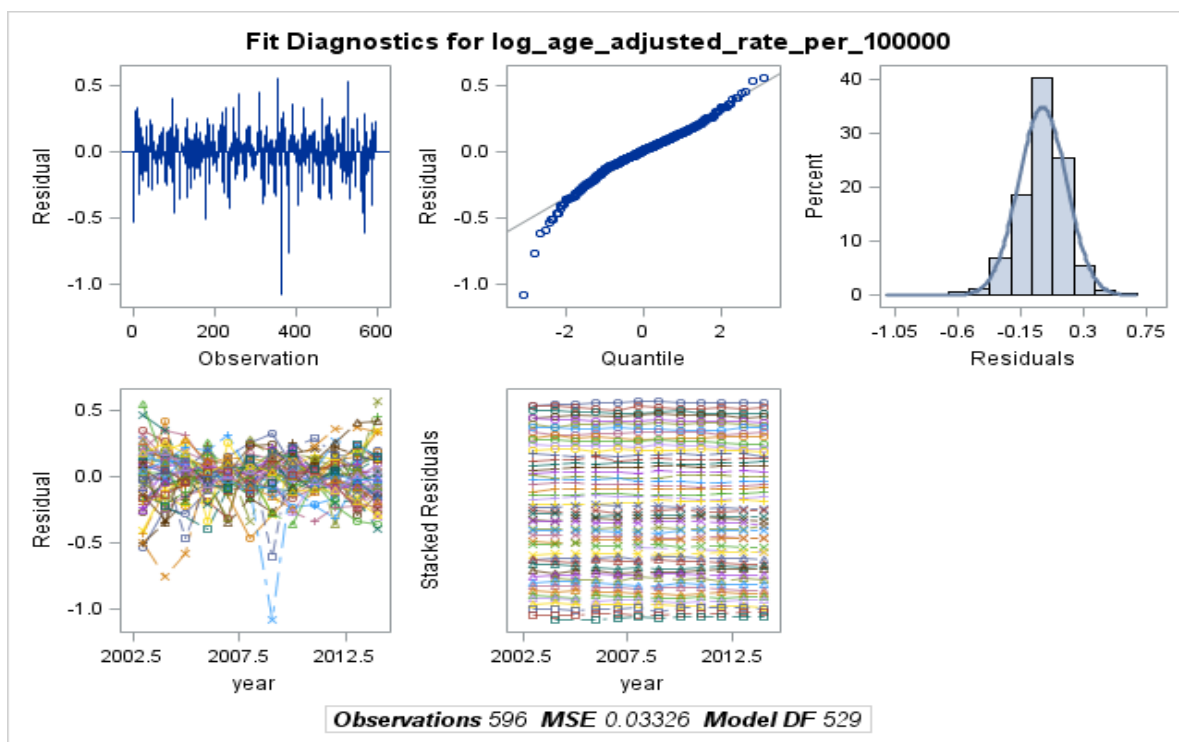 Fit Diagnostics for log_age_adjusted_rate_per_100000
0.5
0.0
-0.5
-1.0
Residual
0 200 400 600
Observation
0.5
0.0
-0.5
-1.0
Residual
-2 0 2
Quantile
40
30
20
10
0
Percent
-1.05 -0.6 -0.15 0.3 0.75
Residuals
0.5
0.0
-0.5
-1.0
Residual
2002.5 2007.5 2012.5
year
Stacked Residuals
2002.5 2007.5 2012.5
year
Observations 596 MSE 0.03326 Model DF 529